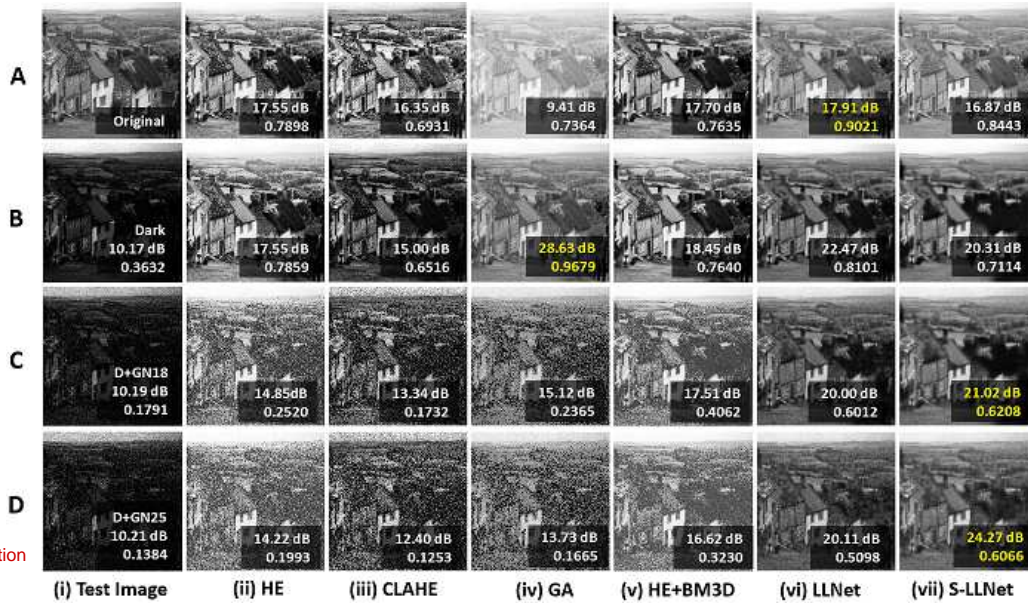 A
Original
17.55 dB
0.7898
16.35 dB
0.6931
9.41 dB
0.7364
17.70 dB
0.7635
17.91 dB
0.9021
16.87 dB
0.8443
B
Dark
10.17 dB
0.3632
17.55 dB
0.7859
15.00 dB
0.6516
28.63 dB
0.9679
18.45 dB
0.7640
22.47 dB
0.8101
20.31 dB
0.7114
C
D+GN18
10.19 dB
0.1791
14.85dB
0.2520
13.34 dB
0.1732
15.12 dB
0.2365
17.51 dB
0.4062
20.00 dB
0.6012
21.02 dB
0.6208
D
D+GN25
10.21 dB
0.1384
14.22 dB
0.1993
12.40 dB
0.1253
13.73 dB
0.1665
16.62 dB
0.3230
20.11 dB
0.5098
24.27 dB
0.6066
tion
(i) Test Image
(ii) HE
(iii) CLAHE
(iv) GA
(v) HE+BM3D
(vi) LLNet
(vii) S-LLNet